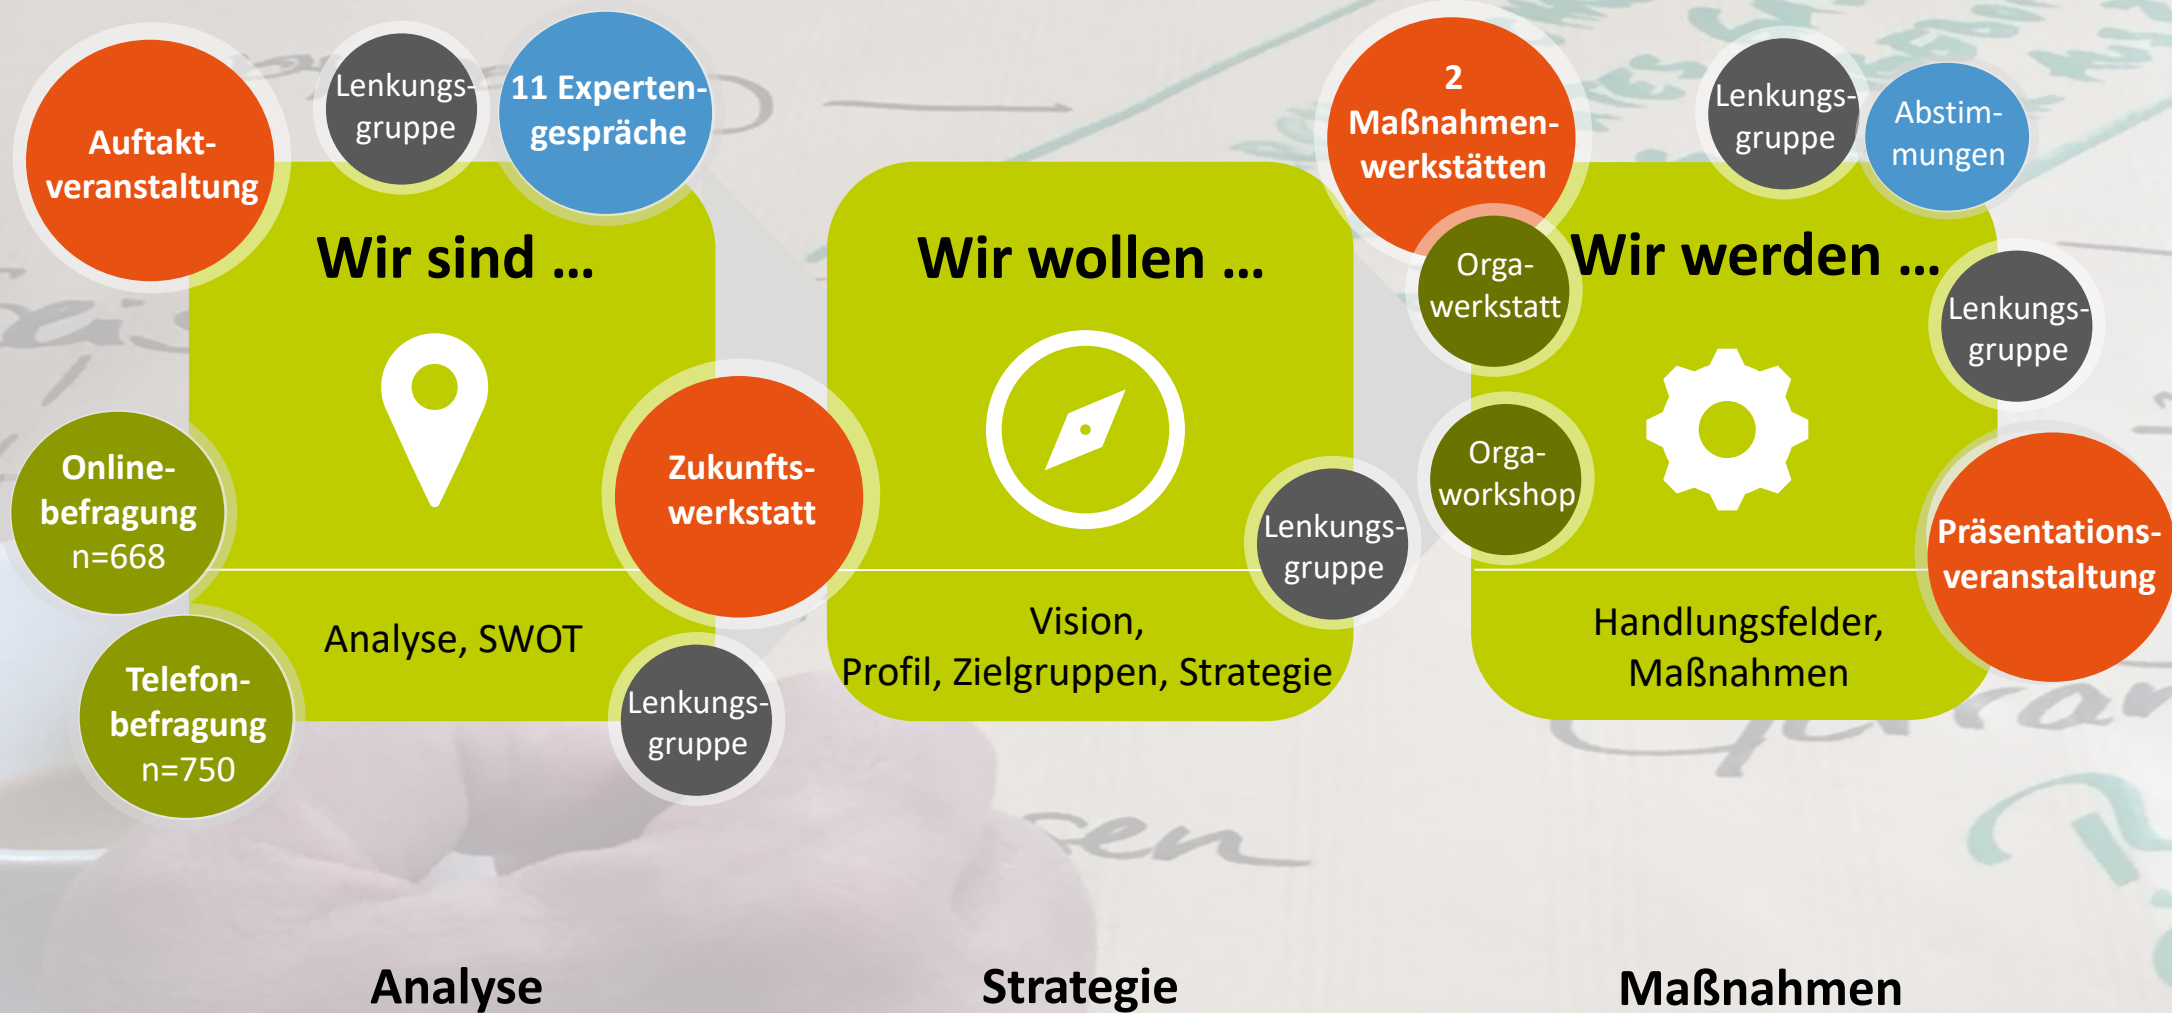 Auftakt-
veranstaltung
Lenkungs-
gruppe
11 Experten-
gespräche
Wir sind ...
Online-
befragung
n=668
Telefon-
befragung
n=750
Analyse, SWOT
Zukunfts-
werkstatt
Lenkungs-
gruppe
Wir wollen ...
Vision,
Profil, Zielgruppen, Strategie
Lenkungs-
gruppe
2
Maßnahmen-
werkstätten
Orga-
werkstatt
Orga-
workshop
Wir werden ...
Lenkungs-
gruppe
Abstim-
mungen
Lenkungs-
gruppe
Präsentations-
veranstaltung
Handlungsfelder,
Maßnahmen
Analyse
Strategie
Maßnahmen